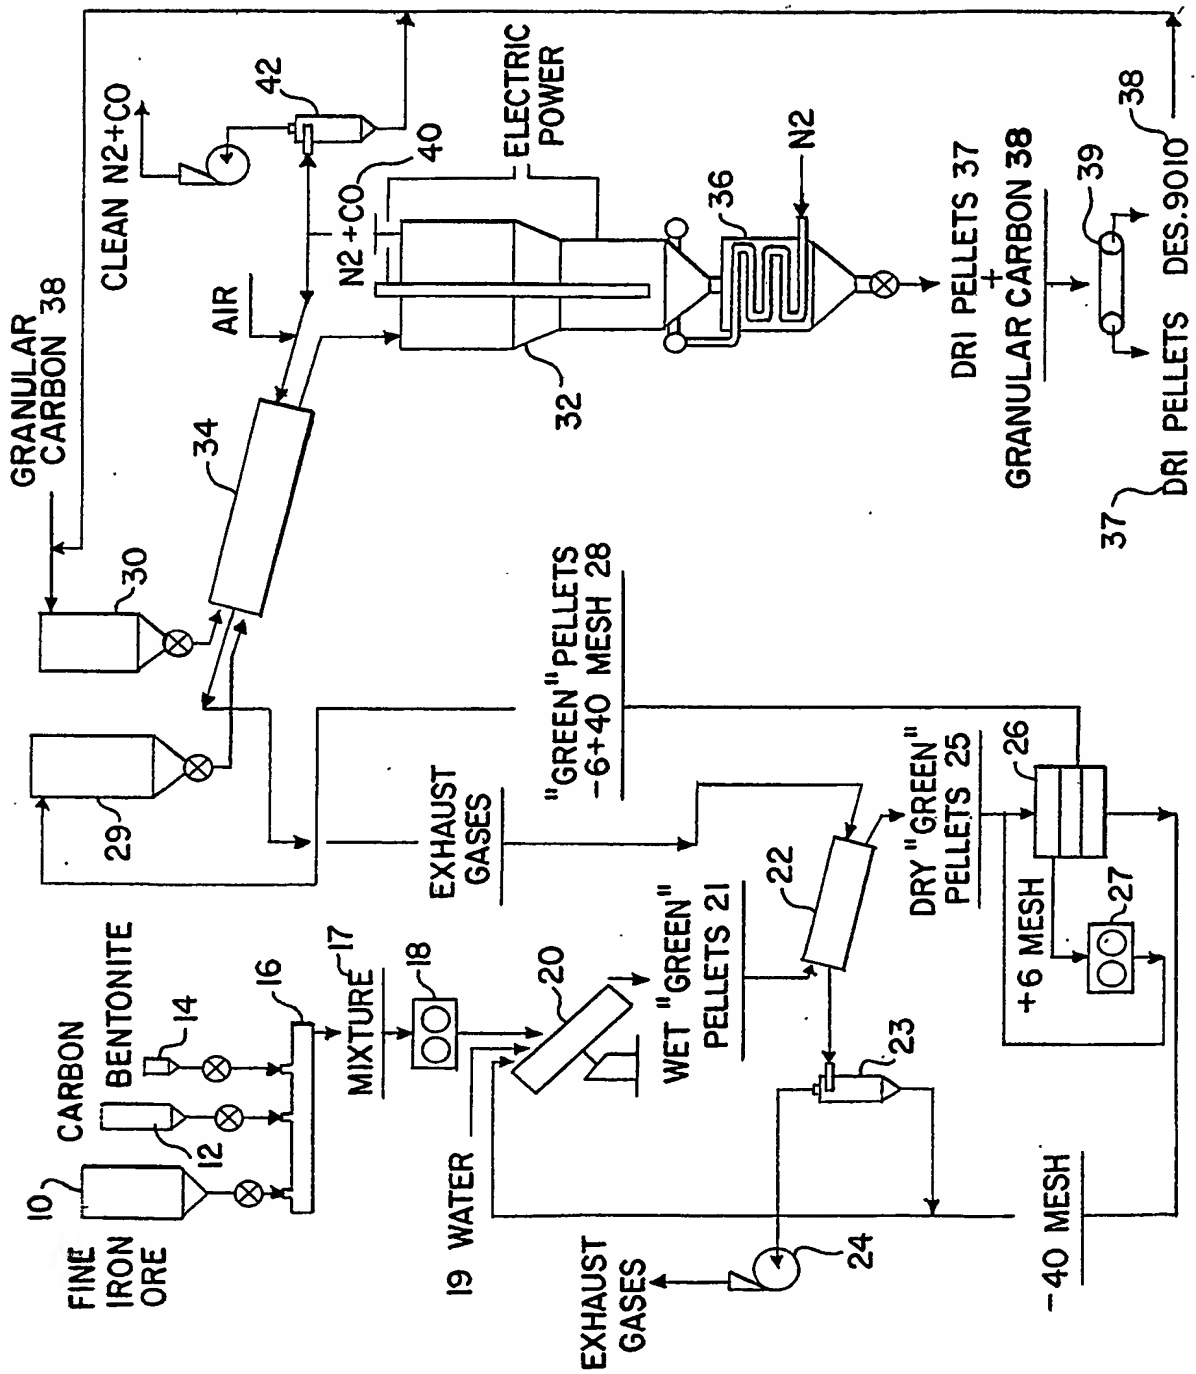 FINE
IRON
ORE
10
CARBON
12
BENTONITE
14
16
MIXTURE
17
18
19 WATER
20
WET "GREEN"
PELLETS 21
22
23
24
EXHAUST
GASES
DRY "GREEN"
PELLETS 25
26
+6 MESH
27
-40 MESH
"GREEN" PELLETS
-6+40 MESH 28
EXHAUST
GASES
29
30
GRANULAR
CARBON 38
34
AIR
CLEAN N2+CO
42
N2+CO
40
ELECTRIC
POWER
32
36
N2
DRI PELLETS 37
+
GRANULAR CARBON 38
39
37
DRI PELLETS
DES.9010
38